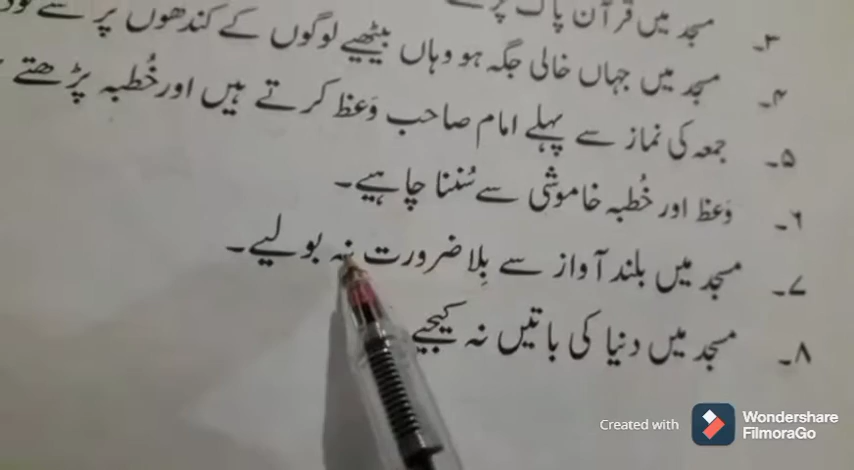 ۳۔ مسجد میں قرآن پاک
۴۔ مسجد میں جہاں خالی جگہ ہو وہاں بیٹھیے لوگوں کے کندھوں پر سے
۵۔ جمعہ کی نماز سے پہلے امام صاحب وَعظ کرتے ہیں اور خُطبہ پڑھتے
۶۔ وَعظ اور خُطبہ خاموشی سے سُننا چاہیے۔
۷۔ مسجد میں بلند آواز سے بِلا ضرورت نہ بولیے۔
۸۔ مسجد میں دنیا کی باتیں نہ کیجیے
Created with Wondershare FilmoraGo